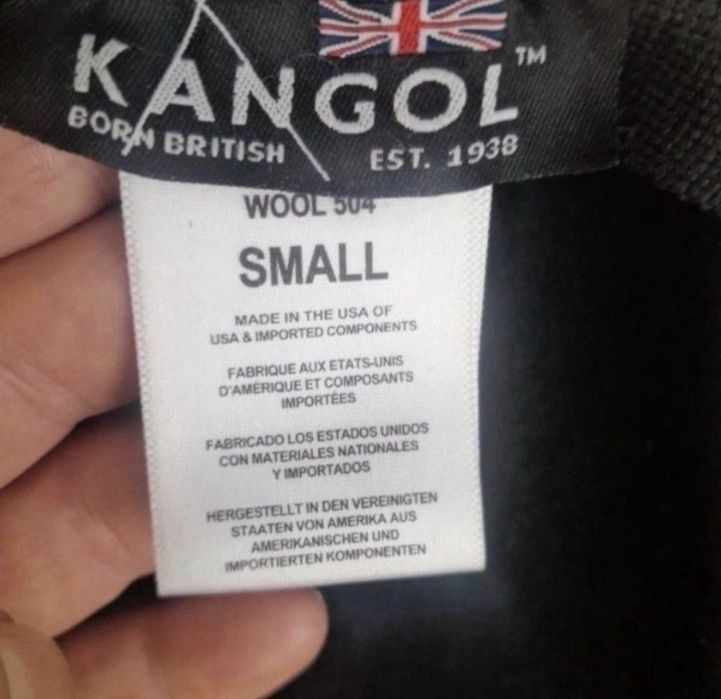 KANGOL™
BORN BRITISH EST. 1938
WOOL 504
SMALL
MADE IN THE USA OF
USA & IMPORTED COMPONENTS
FABRIQUE AUX ETATS-UNIS
D'AMÉRIQUE ET COMPOSANTS
IMPORTÉES
FABRICADO LOS ESTADOS UNIDOS
CON MATERIALES NATIONALES
Y IMPORTADOS
HERGESTELLT IN DEN VEREINIGTEN
STAATEN VON AMERIKA AUS
AMERIKANISCHEN UND
IMPORTIERTEN KOMPONENTEN